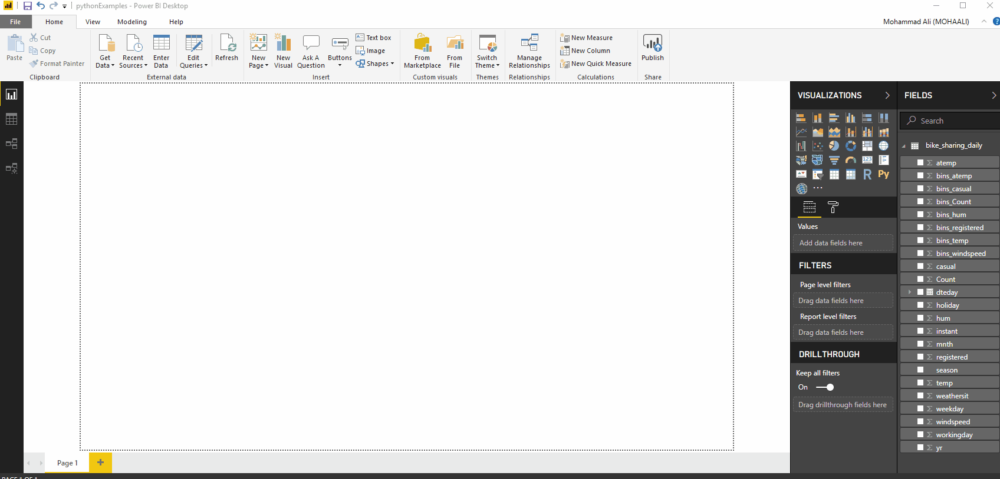 pythonExamples - Power BI Desktop
File Home View Modeling Help
Mohammad Ali (MOHAALI)
?
Paste
Cut
Copy
Format Painter
Clipboard
Get Data
Recent Sources
Enter Data
External data
Edit Queries
Refresh
New Page
New Visual
Ask A Question
Buttons
Text box
Image
Shapes
Insert
From Marketplace
From File
Custom visuals
Switch Theme
Themes
Manage Relationships
Relationships
New Measure
New Column
New Quick Measure
Calculations
Publish
Share
VISUALIZATIONS
123
R
Py
Values
Add data fields here
FILTERS
Page level filters
Drag data fields here
Report level filters
Drag data fields here
DRILLTHROUGH
Keep all filters
On
Drag drillthrough fields here
FIELDS
Search
bike_sharing_daily
Σ atemp
Σ bins_atemp
Σ bins_casual
Σ bins_Count
Σ bins_hum
Σ bins_registered
Σ bins_temp
Σ bins_windspeed
Σ casual
Σ Count
dteday
Σ holiday
Σ hum
Σ instant
Σ mnth
Σ registered
season
Σ temp
Σ weathersit
Σ weekday
Σ windspeed
Σ workingday
Σ yr
Page 1
+
PAGE 1 OF 1